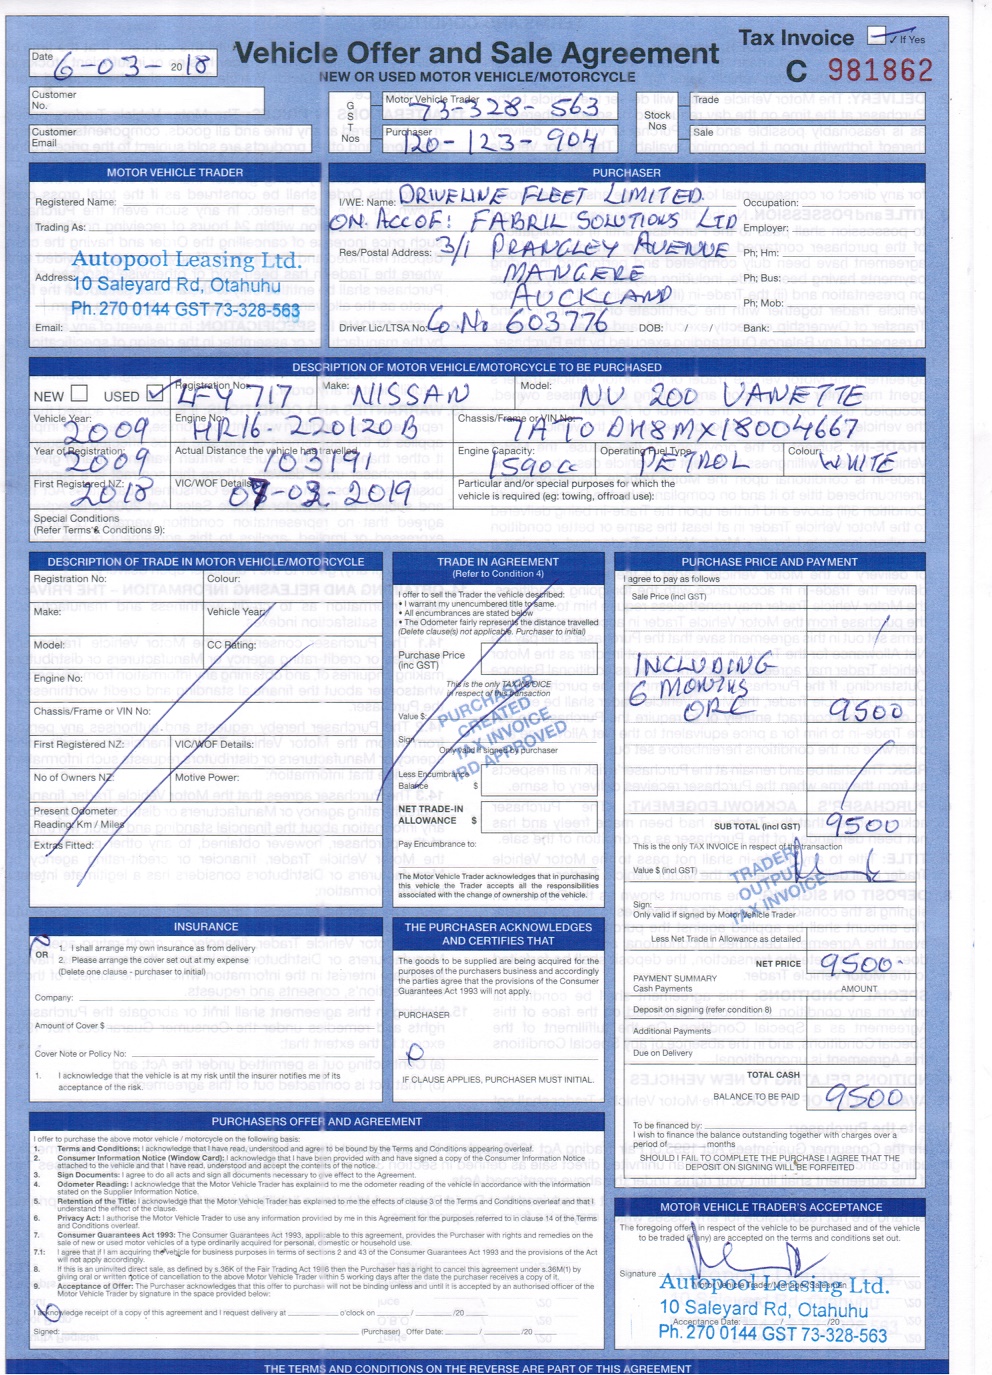 Vehicle Offer and Sale Agreement
NEW OR USED MOTOR VEHICLE/MOTORCYCLE
Tax Invoice ✓ If Yes
C 981862
Date 6-03-2018
Customer No.
Customer Email
GST Nos
Motor Vehicle Trader 73-328-563
Purchaser 120-123-904
Stock Nos
Trade
Sale
MOTOR VEHICLE TRADER
Registered Name:
Trading As:
Autopool Leasing Ltd.
Address:
10 Saleyard Rd, Otahuhu
Ph. 270 0144 GST 73-328-563
Email:
PURCHASER
I/WE: Name: DRIVELINE FLEET LIMITED
ON. ACCOF: FABRIL SOLUTIONS LTD
Res/Postal Address: 3/1 PRANGLEY AVENUE
MANGERE
AUCKLAND
Driver Lic/LTSA No: Co. No 603776 DOB: / /
Occupation:
Employer:
Ph; Hm:
Ph; Bus:
Ph; Mob:
Bank:
DESCRIPTION OF MOTOR VEHICLE/MOTORCYCLE TO BE PURCHASED
NEW USED ✓ Registration No: LFY 717 Make: NISSAN Model: NV 200 VANETTE
Vehicle Year: 2009 Engine No: HR16-220120B Chassis/Frame or VIN No: 7AT0DH8MX18004667
Year of Registration: 2009 Actual Distance the vehicle has travelled 103191 Engine Capacity: 1590cc Operating Fuel Type: PETROL Colour: WHITE
First Registered NZ: 2018 VIC/WOF Details: 07-03-2019 Particular and/or special purposes for which the
vehicle is required (eg: towing, offroad use):
Special Conditions
(Refer Terms & Conditions 9):
DESCRIPTION OF TRADE IN MOTOR VEHICLE/MOTORCYCLE
Registration No: Colour:
Make: Vehicle Year:
Model: CC Rating:
Engine No:
Chassis/Frame or VIN No:
First Registered NZ: VIC/WOF Details:
No of Owners NZ: Motive Power:
Present Odometer
Reading: Km / Miles
Extras Fitted:
TRADE IN AGREEMENT
(Refer to Condition 4)
I offer to sell the Trader the vehicle described:
• I warrant my unencumbered title to same.
• All encumbrances are stated below
• The Odometer fairly represents the distance travelled
(Delete clause(s) not applicable. Purchaser to initial)
Purchase Price
(inc GST)
This is the only TAX INVOICE
in respect of this transaction
Value $
Sign
Only valid if signed by purchaser
PURCHASER
CREATED
TAX INVOICE
IRD APPROVED
Less Encumbrance
Balance $
NET TRADE-IN
ALLOWANCE $
Pay Encumbrance to:
The Motor Vehicle Trader acknowledges that in purchasing
this vehicle the Trader accepts all the responsibilities
associated with the change of ownership of the vehicle.
PURCHASE PRICE AND PAYMENT
I agree to pay as follows
Sale Price (incl GST)
INCLUDING
6 MONTHS
ORC 9500
SUB TOTAL (incl GST) 9500
This is the only TAX INVOICE in respect of the transaction
Value $ (incl GST)
TRADER
OUTPUT
TAX INVOICE
Sign:
Only valid if signed by Motor Vehicle Trader
Less Net Trade in Allowance as detailed
NET PRICE 9500
PAYMENT SUMMARY
Cash Payments AMOUNT
Deposit on signing (refer condition 8)
Additional Payments
Due on Delivery
TOTAL CASH
BALANCE TO BE PAID 9500
To be financed by:
I wish to finance the balance outstanding together with charges over a
period of months
SHOULD I FAIL TO COMPLETE THE PURCHASE I AGREE THAT THE
DEPOSIT ON SIGNING WILL BE FORFEITED
INSURANCE
OR
1. I shall arrange my own insurance as from delivery
2. Please arrange the cover set out at my expense
(Delete one clause - purchaser to initial)
Company:
Amount of Cover $
Cover Note or Policy No:
1. I acknowledge the vehicle is at my risk until the insurer notifies me of its
acceptance of the risk.
THE PURCHASER ACKNOWLEDGES
AND CERTIFIES THAT
The goods to be supplied are being acquired for the
purposes of the purchasers business and accordingly
the parties agree that the provisions of the Consumer
Guarantees Act 1993 will not apply.
PURCHASER
IF CLAUSE APPLIES, PURCHASER MUST INITIAL.
PURCHASERS OFFER AND AGREEMENT
I offer to purchase the above motor vehicle / motorcycle on the following basis:
1. Terms and Conditions: I acknowledge that I have read, understood and agree to be bound by the Terms and Conditions appearing overleaf.
2. Consumer Information Notice (Window Card): I acknowledge that I have been provided with and have signed a copy of the Consumer Information Notice
attached to the vehicle and that I have read, understood and accept the contents of the notice.
3. Sign Documents: I agree to do all acts and sign all documents necessary to give effect to the Agreement.
4. Odometer Reading: I acknowledge that the Motor Vehicle Trader has explained to me the odometer reading of the vehicle in accordance with the information
stated on the Supplier Information Notice.
5. Retention of the Title: I acknowledge that the Motor Vehicle Trader has explained to me the effects of clause 3 of the Terms and Conditions overleaf and that I
understand the effect of the clause.
6. Privacy Act: I authorise the Motor Vehicle Trader to use any information provided by me in this Agreement for the purposes referred to in clause 14 of the Terms
and Conditions overleaf.
7. Consumer Guarantees Act 1993: The Consumer Guarantees Act 1993, applicable to this agreement, provides the Purchaser with rights and remedies on the
sale of new or used motor vehicles of a type ordinarily acquired for personal, domestic or household use.
7.1: I agree that if I am acquiring the vehicle for business purposes in terms of sections 2 and 43 of the Consumer Guarantees Act 1993 and the provisions of the Act
will not apply accordingly.
8. If this is an uninvited direct sale, as defined by s.36K of the Fair Trading Act 1986 then the Purchaser has a right to cancel this agreement under s.36M(1) by
giving oral or written notice of cancellation to the above Motor Vehicle Trader within 5 working days after the date the purchaser receives a copy of it.
9. Acceptance of Offer: The Purchaser acknowledges that this offer to purchase will not be binding unless and until it is accepted by an authorised officer of the
Motor Vehicle Trader by signature in the space provided below:
I acknowledge receipt of a copy of this agreement and I request delivery at o'clock on / /20
Signed: (Purchaser) Offer Date: / /20
MOTOR VEHICLE TRADER'S ACCEPTANCE
The foregoing offers in respect of the vehicle to be purchased and of the vehicle
to be traded (if any) are accepted on the terms and conditions set out.
Signature
Autopool Leasing Ltd.
10 Saleyard Rd, Otahuhu
Acceptance Date: / /20
Ph. 270 0144 GST 73-328-563
THE TERMS AND CONDITIONS ON THE REVERSE ARE PART OF THIS AGREEMENT